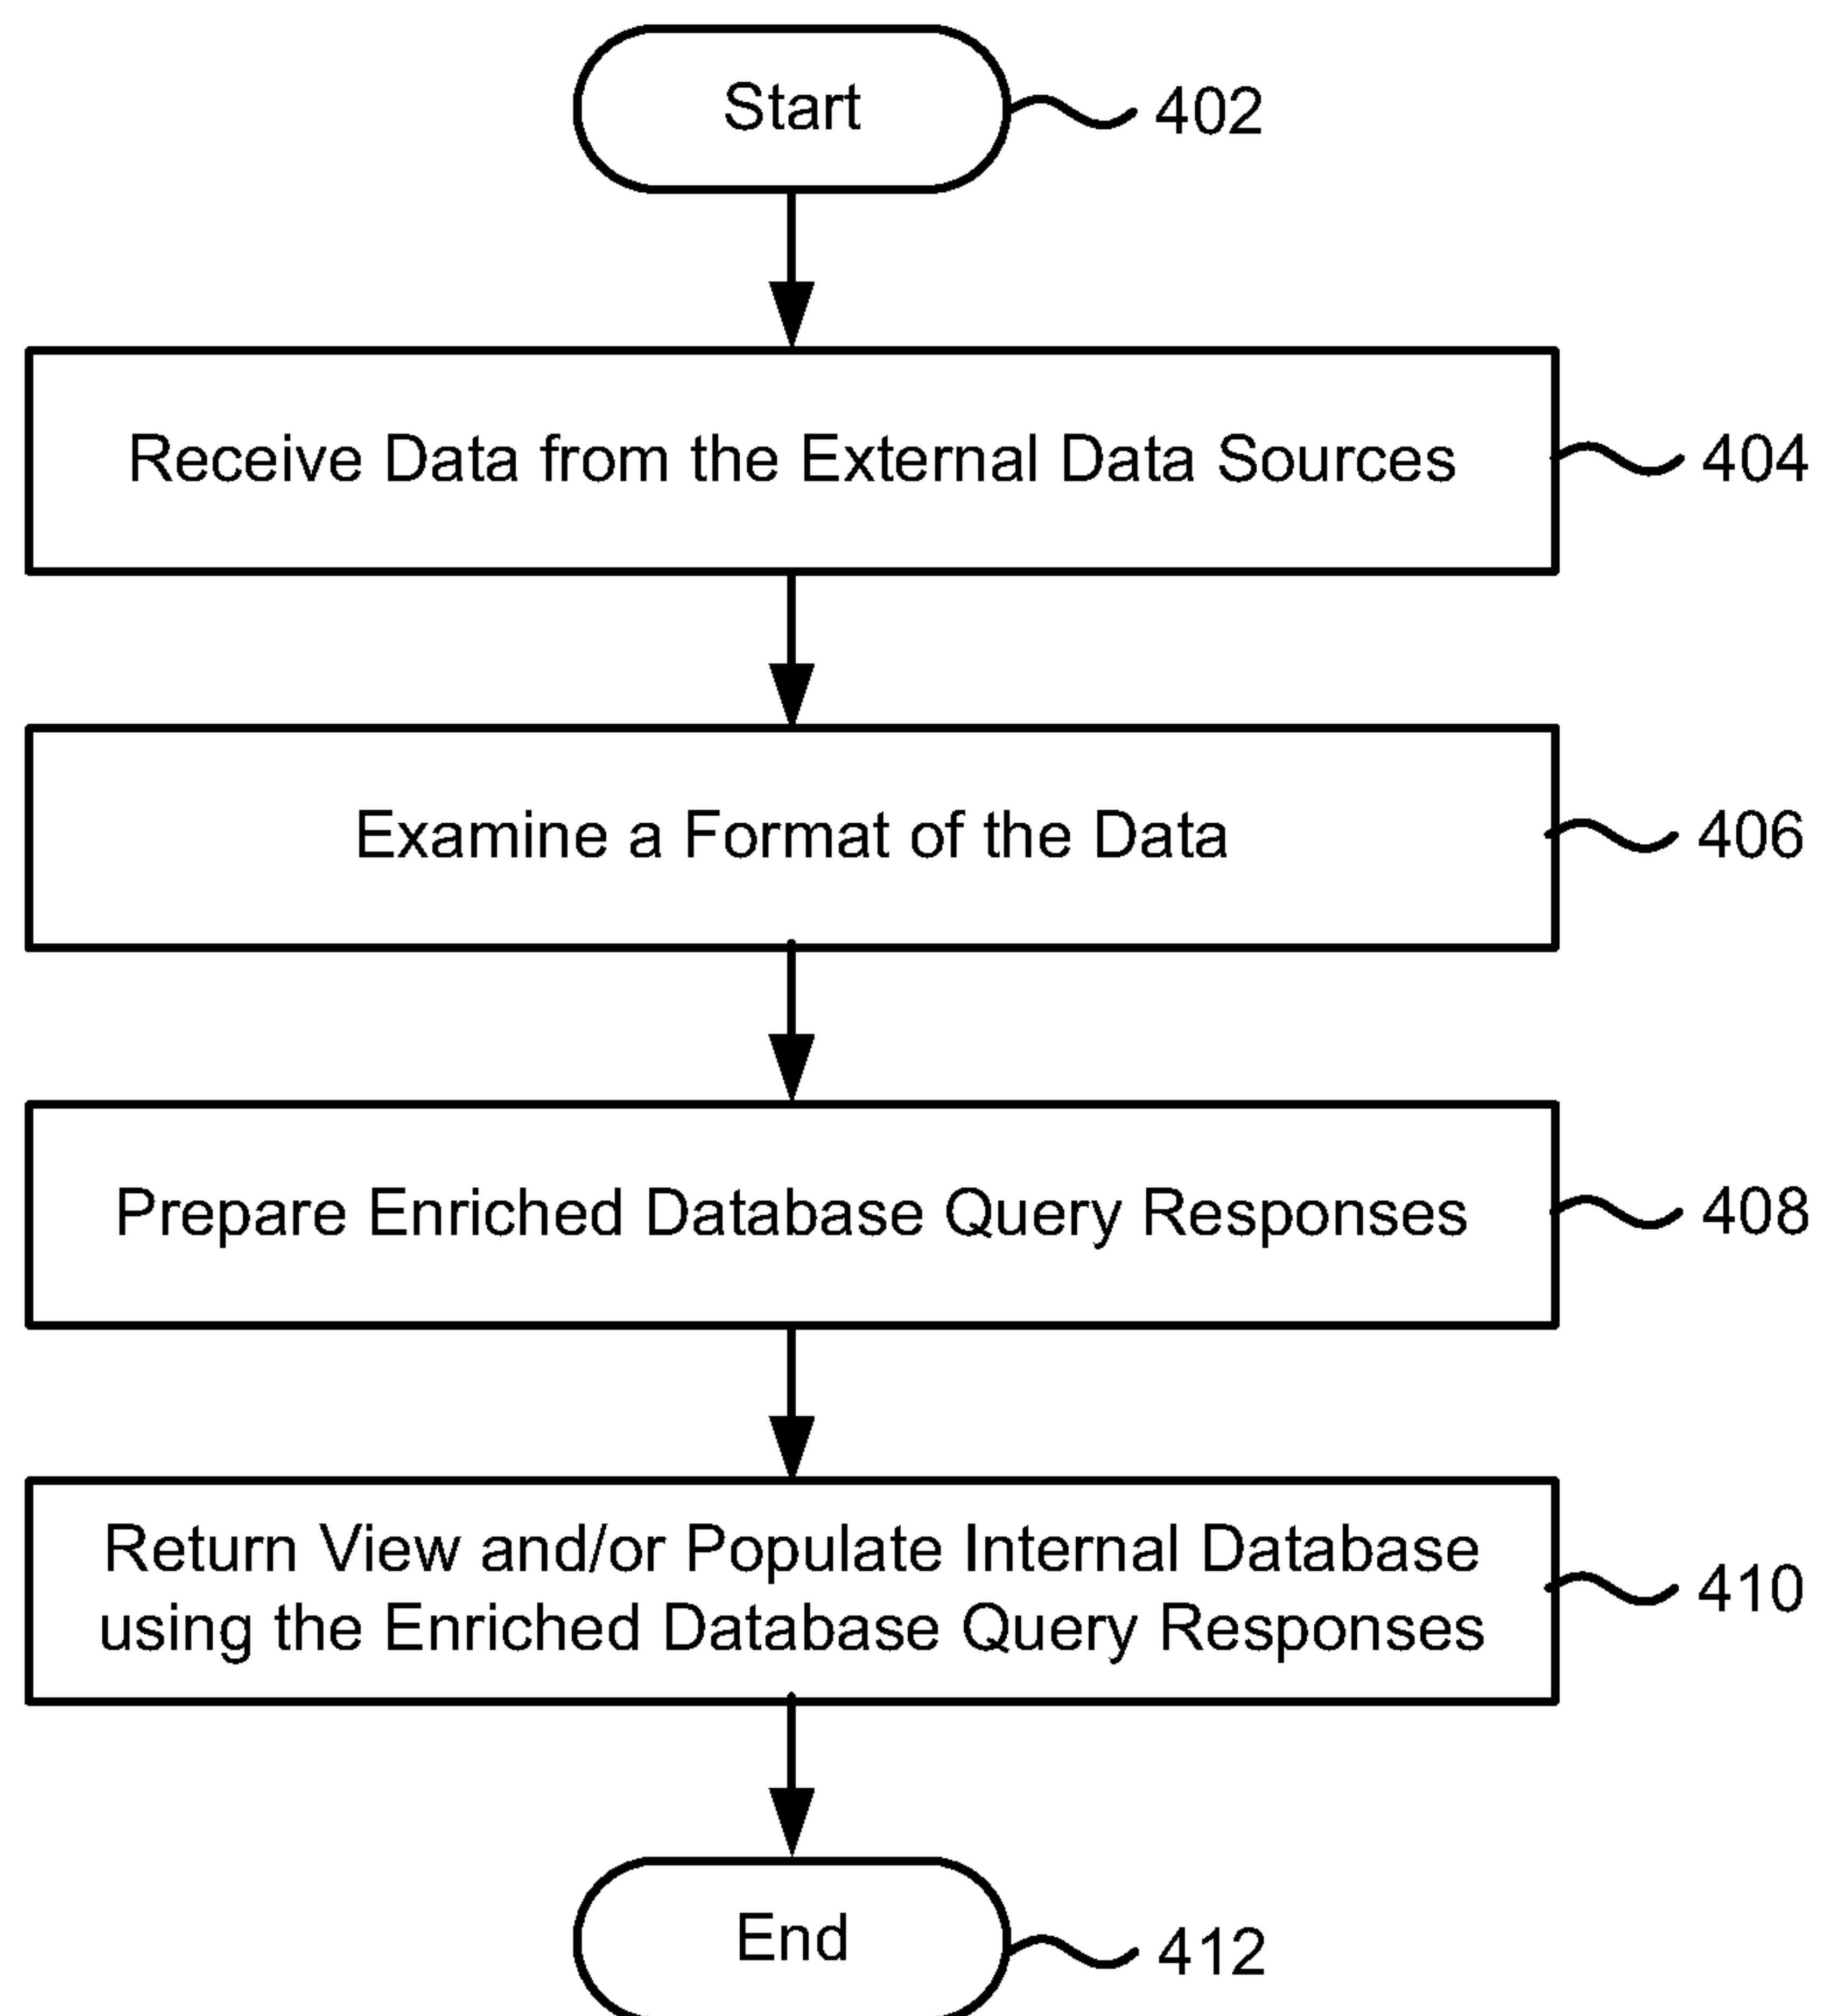 Start
402
Receive Data from the External Data Sources
404
Examine a Format of the Data
406
Prepare Enriched Database Query Responses
408
Return View and/or Populate Internal Database
using the Enriched Database Query Responses
410
End
412